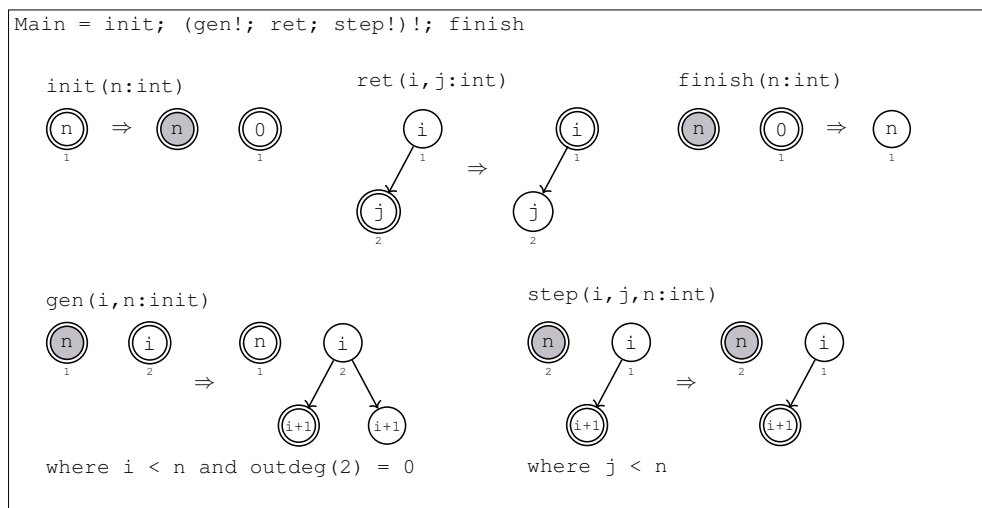 Main = init; (gen!; ret; step!)!; finish
init(n:int)
n ⇒ n 0
1 1
ret(i,j:int)
i ⇒ i
1 1
j j
2 2
finish(n:int)
n 0 ⇒ n
1 1
gen(i,n:init)
n i ⇒ n i
1 2 1 2
i+1 i+1
where i < n and outdeg(2) = 0
step(i,j,n:int)
n i ⇒ n i
2 1 2 1
i+1 i+1
where j < n